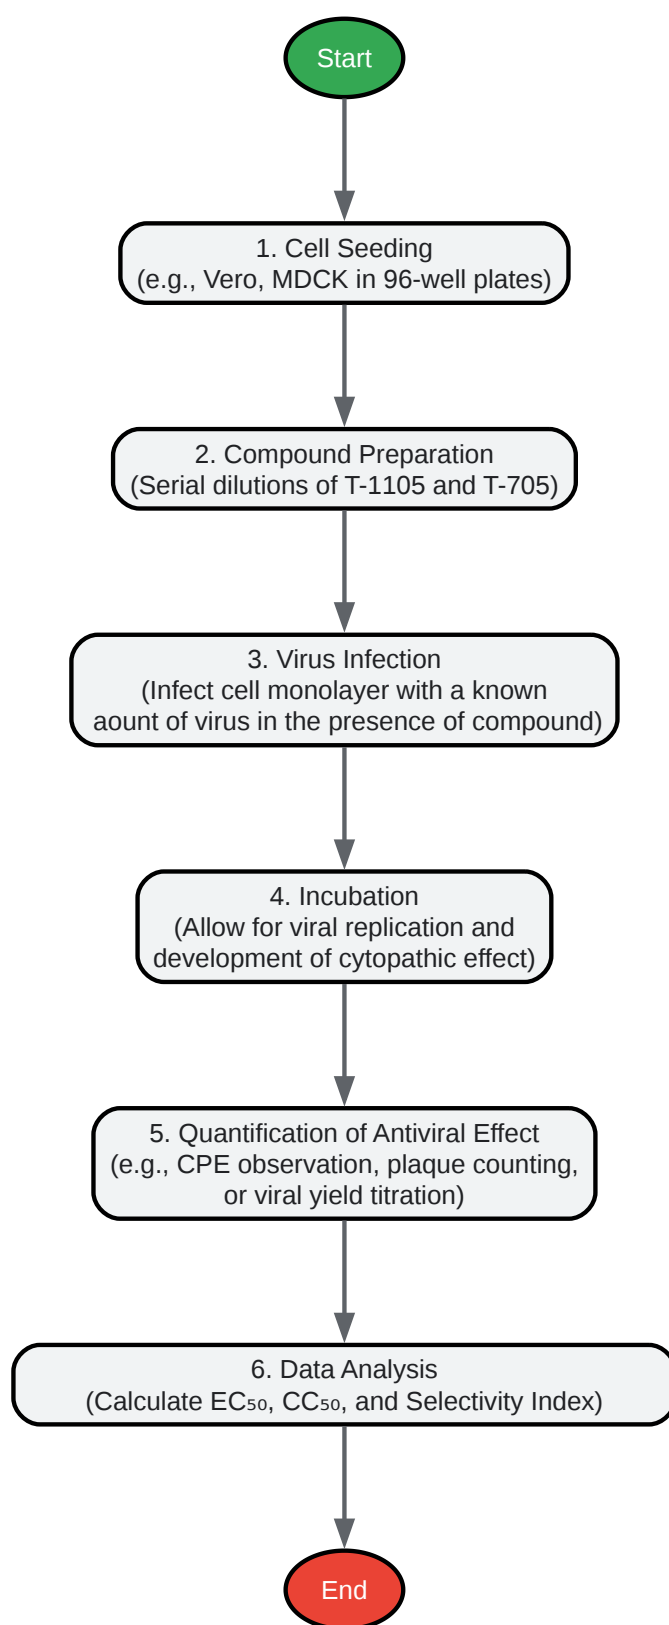 Start
1. Cell Seeding
(e.g., Vero, MDCK in 96-well plates)
2. Compound Preparation
(Serial dilutions of T-1105 and T-705)
3. Virus Infection
(Infect cell monolayer with a known
aount of virus in the presence of compound)
4. Incubation
(Allow for viral replication and
development of cytopathic effect)
5. Quantification of Antiviral Effect
(e.g., CPE observation, plaque counting,
or viral yield titration)
6. Data Analysis
(Calculate EC₅₀, CC₅₀, and Selectivity Index)
End